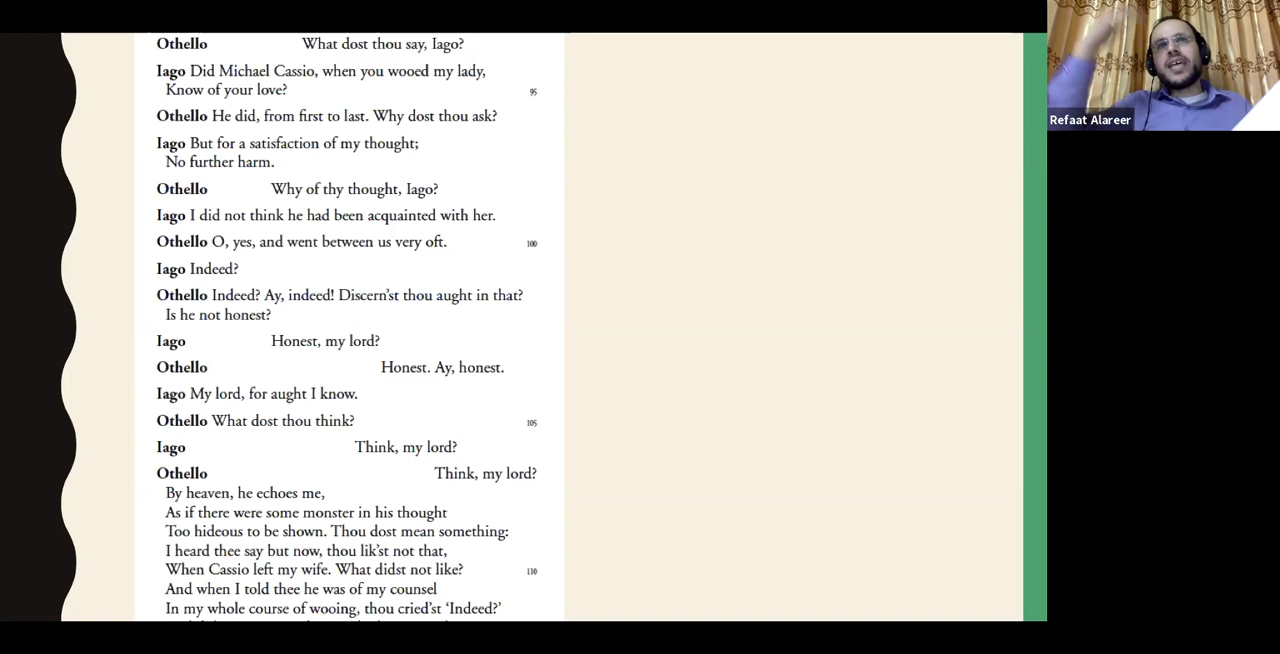 Othello What dost thou say, Iago?
Iago Did Michael Cassio, when you wooed my lady,
Know of your love? 95
Othello He did, from first to last. Why dost thou ask?
Iago But for a satisfaction of my thought;
No further harm.
Othello Why of thy thought, Iago?
Iago I did not think he had been acquainted with her.
Othello O, yes, and went between us very oft. 100
Iago Indeed?
Othello Indeed? Ay, indeed! Discern'st thou aught in that?
Is he not honest?
Iago Honest, my lord?
Othello Honest. Ay, honest.
Iago My lord, for aught I know.
Othello What dost thou think? 105
Iago Think, my lord?
Othello Think, my lord?
By heaven, he echoes me,
As if there were some monster in his thought
Too hideous to be shown. Thou dost mean something:
I heard thee say but now, thou lik'st not that,
When Cassio left my wife. What didst not like? 110
And when I told thee he was of my counsel
In my whole course of wooing, thou cried'st 'Indeed?'
Refaat Alareer